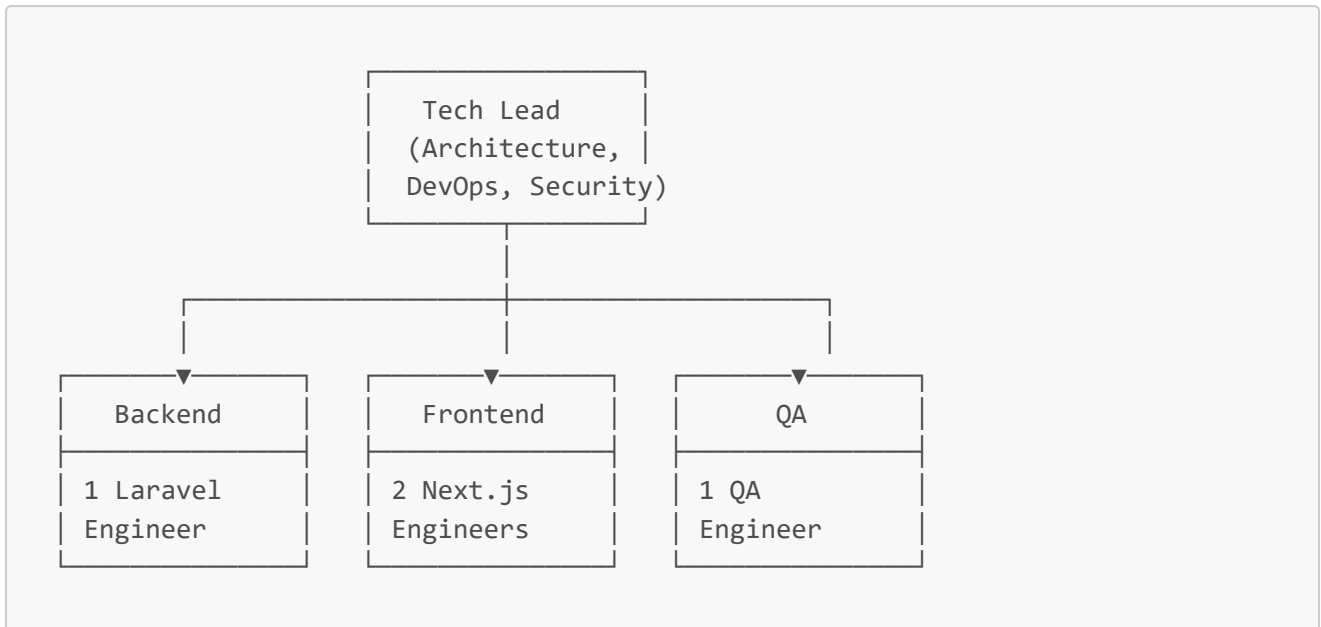 Tech Lead
(Architecture,
DevOps, Security)
Backend
Frontend
QA
1 Laravel
Engineer
2 Next.js
Engineers
1 QA
Engineer